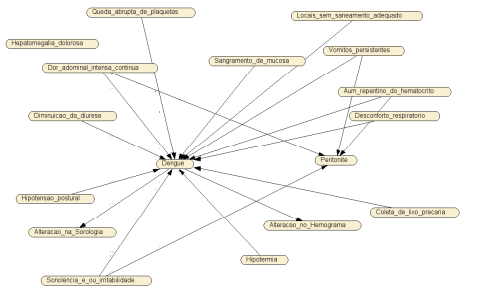 Queda_abrupta_de_plaquetas
Locais_sem_saneamento_adequado
Hepatomegalia_dolorosa
Vomitos_persistentes
Dor_adominal_intensa_continua
Sangramento_de_mucosa
Aum_repentino_do_hematocrito
Diminuicao_da_diurese
Desconforto_respiratorio
Dengue
Peritonite
Hipotensao_postural
Coleta_de_lixo_precaria
Alteracao_na_Sorologia
Alteracao_no_Hemograma
Hipotermia
Sonolencia_e_ou_irritabilidade